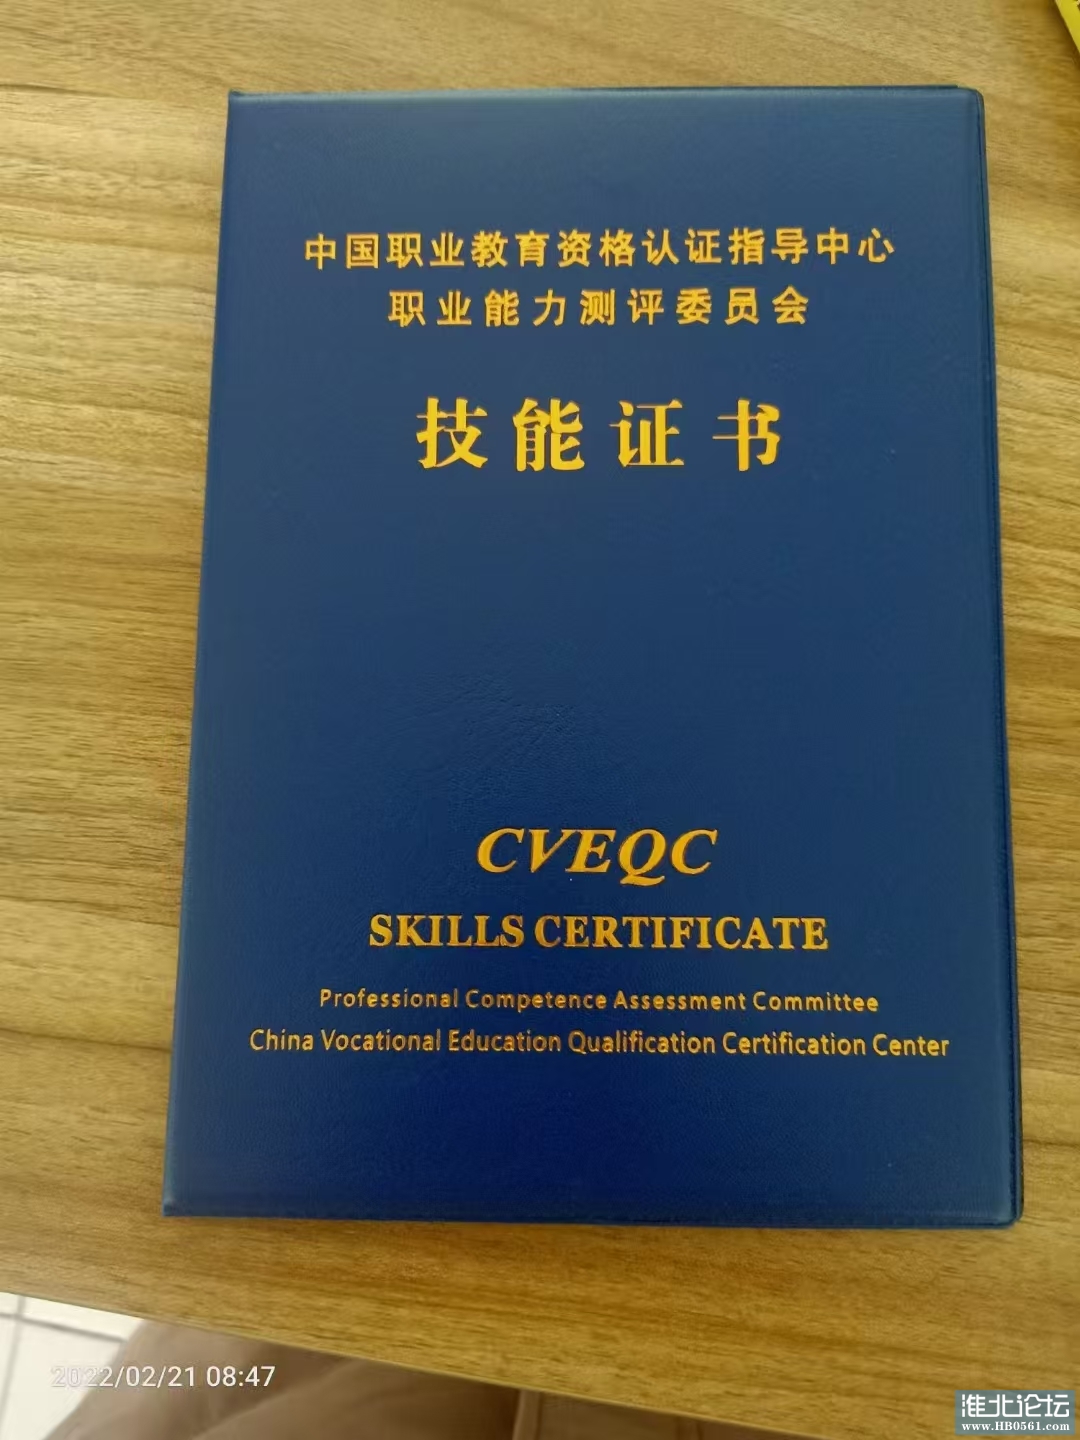 中国职业教育资格认证指导中心
职业能力测评委员会
技能证书
CVEQC
SKILLS CERTIFICATE
Professional Competence Assessment Committee
China Vocational Education Qualification Certification Center
2022/02/21 08:47
淮北论坛
www.HB0561.com